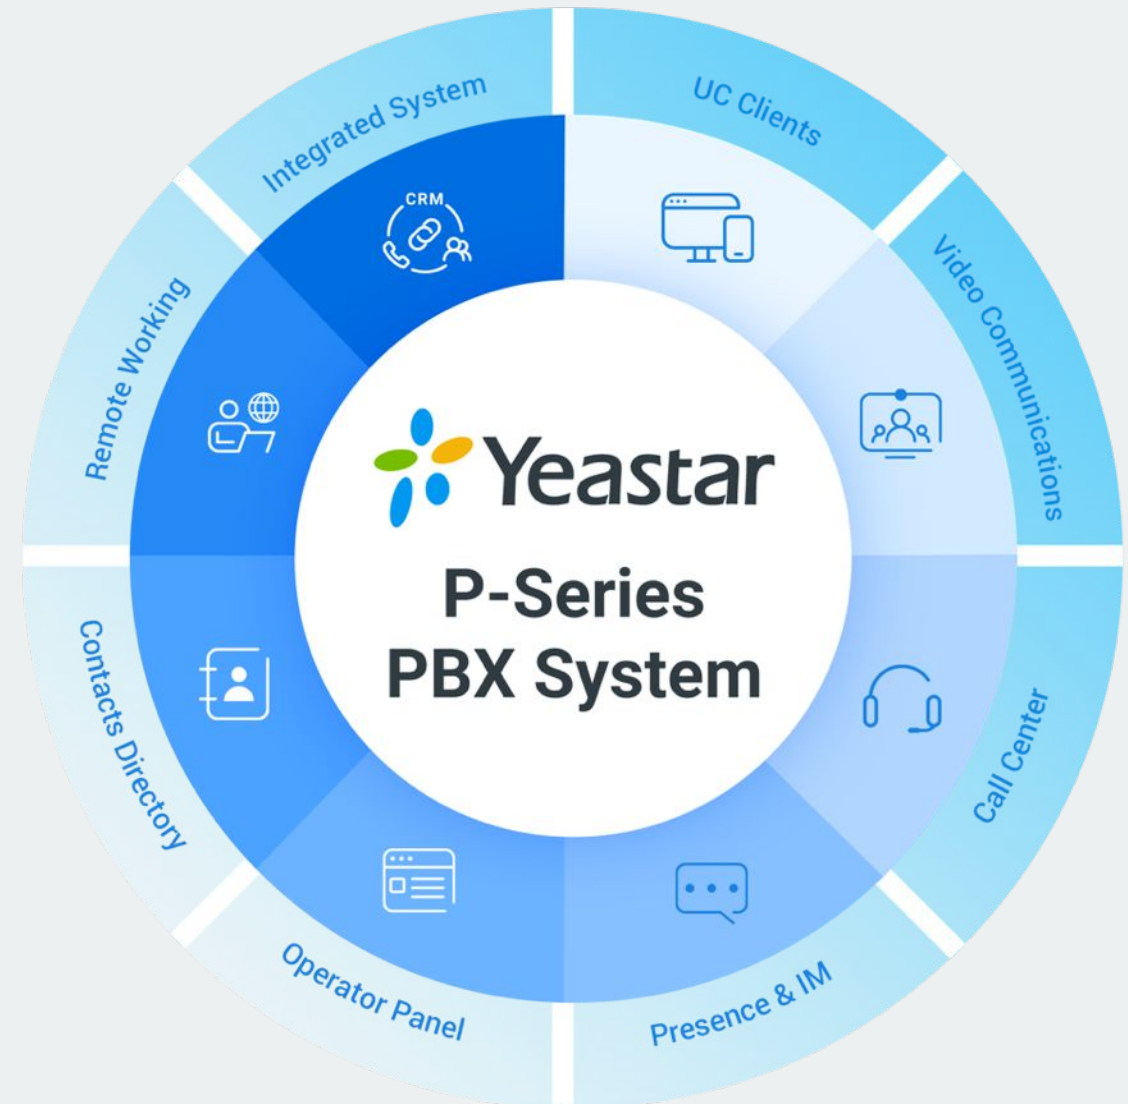 Integrated System
UC Clients
CRM
Video Communications
Remote Working
Yeastar
P-Series
PBX System
Contacts Directory
Call Center
Operator Panel
Presence & IM